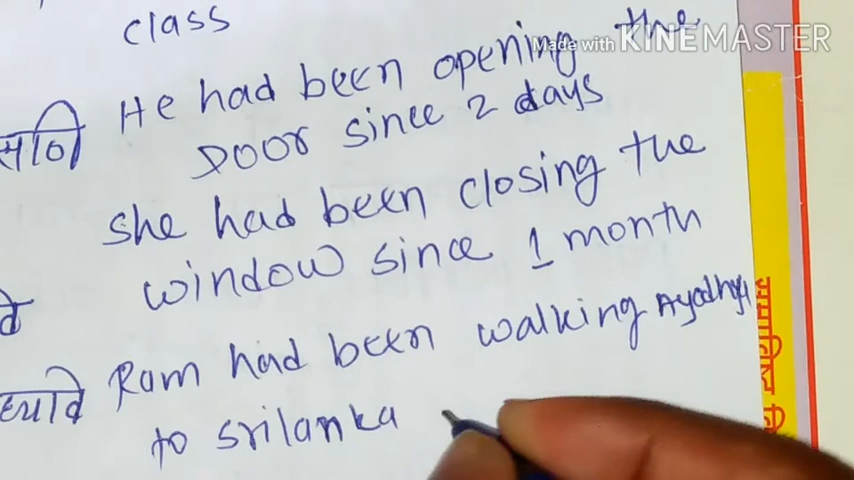 class
Made with KINEMASTER
He had been opening the
साठी
Door since 2 days
she had been closing the
window since 1 month
Ram had been walking Ayodhya
to srilanka